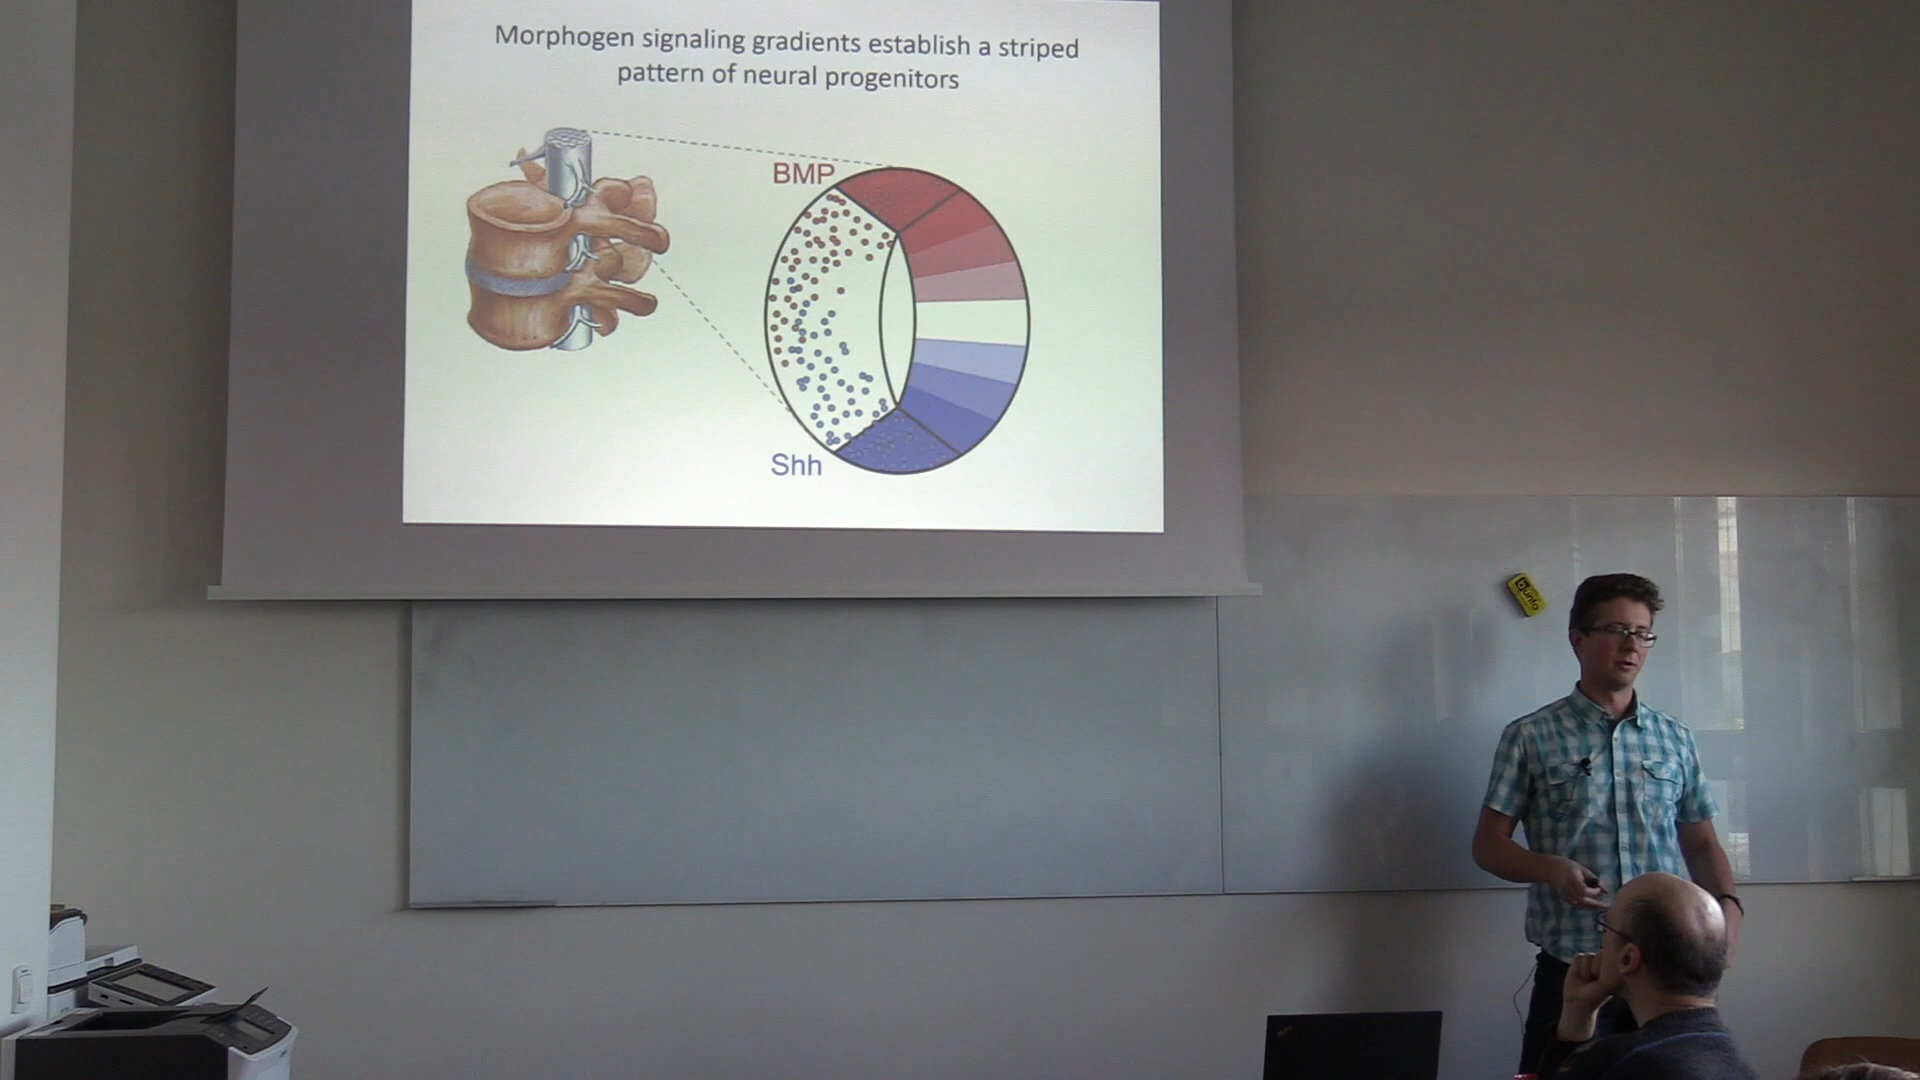 Morphogen signaling gradients establish a striped
pattern of neural progenitors
BMP
Shh